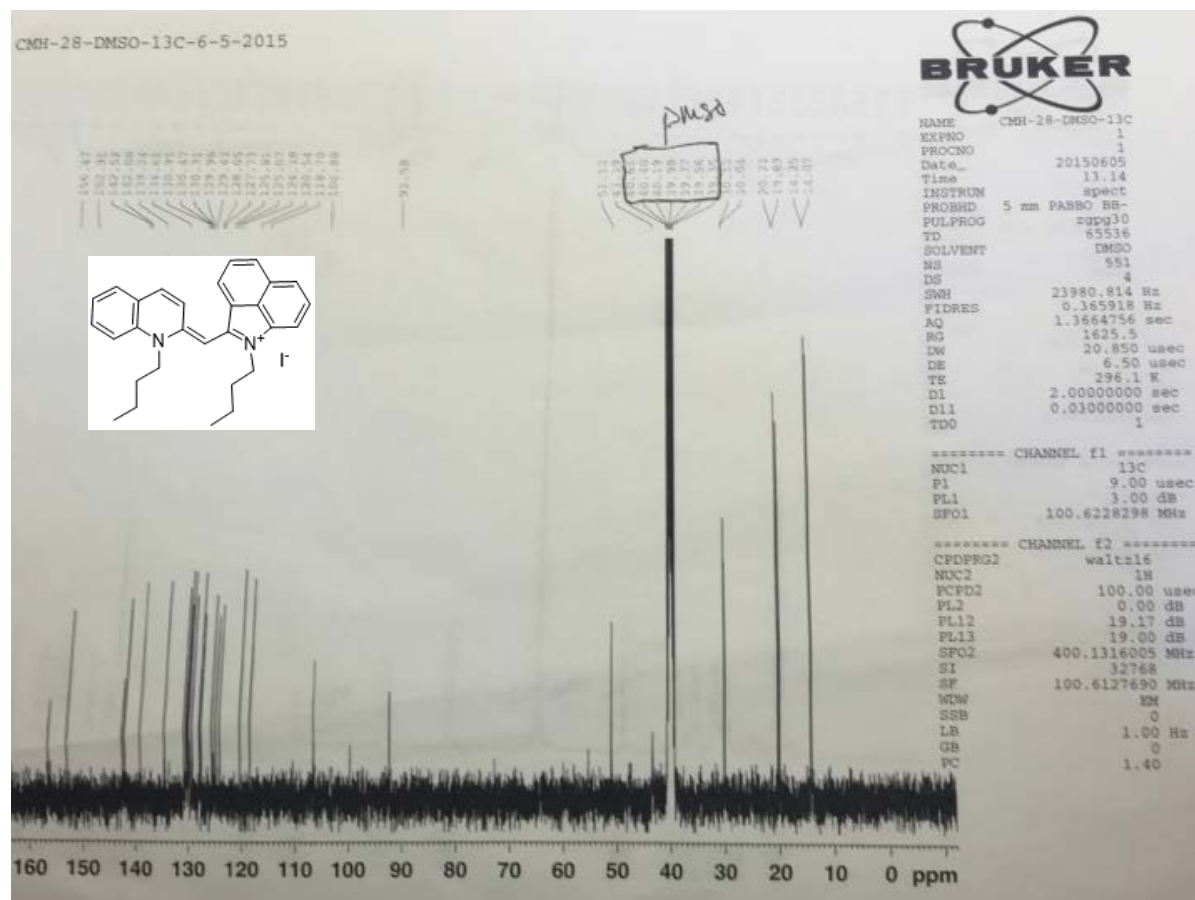 CMH-28-DMSO-13C-6-5-2015
BRUKER
DMSO
NAME CMH-28-DMSO-13C
EXPNO 1
PROCNO 1
Date_ 20150605
Time 13.14
INSTRUM spect
PROBHD 5 mm PABBO BB-
PULPROG zgpg30
TD 65536
SOLVENT DMSO
NS 551
DS 4
SWH 23980.814 Hz
FIDRES 0.365918 Hz
AQ 1.3664756 sec
RG 1625.5
DW 20.850 usec
DE 6.50 usec
TE 296.1 K
D1 2.00000000 sec
D11 0.03000000 sec
TD0 1
======== CHANNEL f1 ========
NUC1 13C
P1 9.00 usec
PL1 3.00 dB
SFO1 100.6228298 MHz
======== CHANNEL f2 ========
CPDPRG2 waltz16
NUC2 1H
PCPD2 100.00 usec
PL2 0.00 dB
PL12 19.17 dB
PL13 19.00 dB
SFO2 400.1316005 MHz
SI 32768
SF 100.6127690 MHz
WDW EM
SSB 0
LB 1.00 Hz
GB 0
PC 1.40
N
N+
I-
160 150 140 130 120 110 100 90 80 70 60 50 40 30 20 10 0 ppm